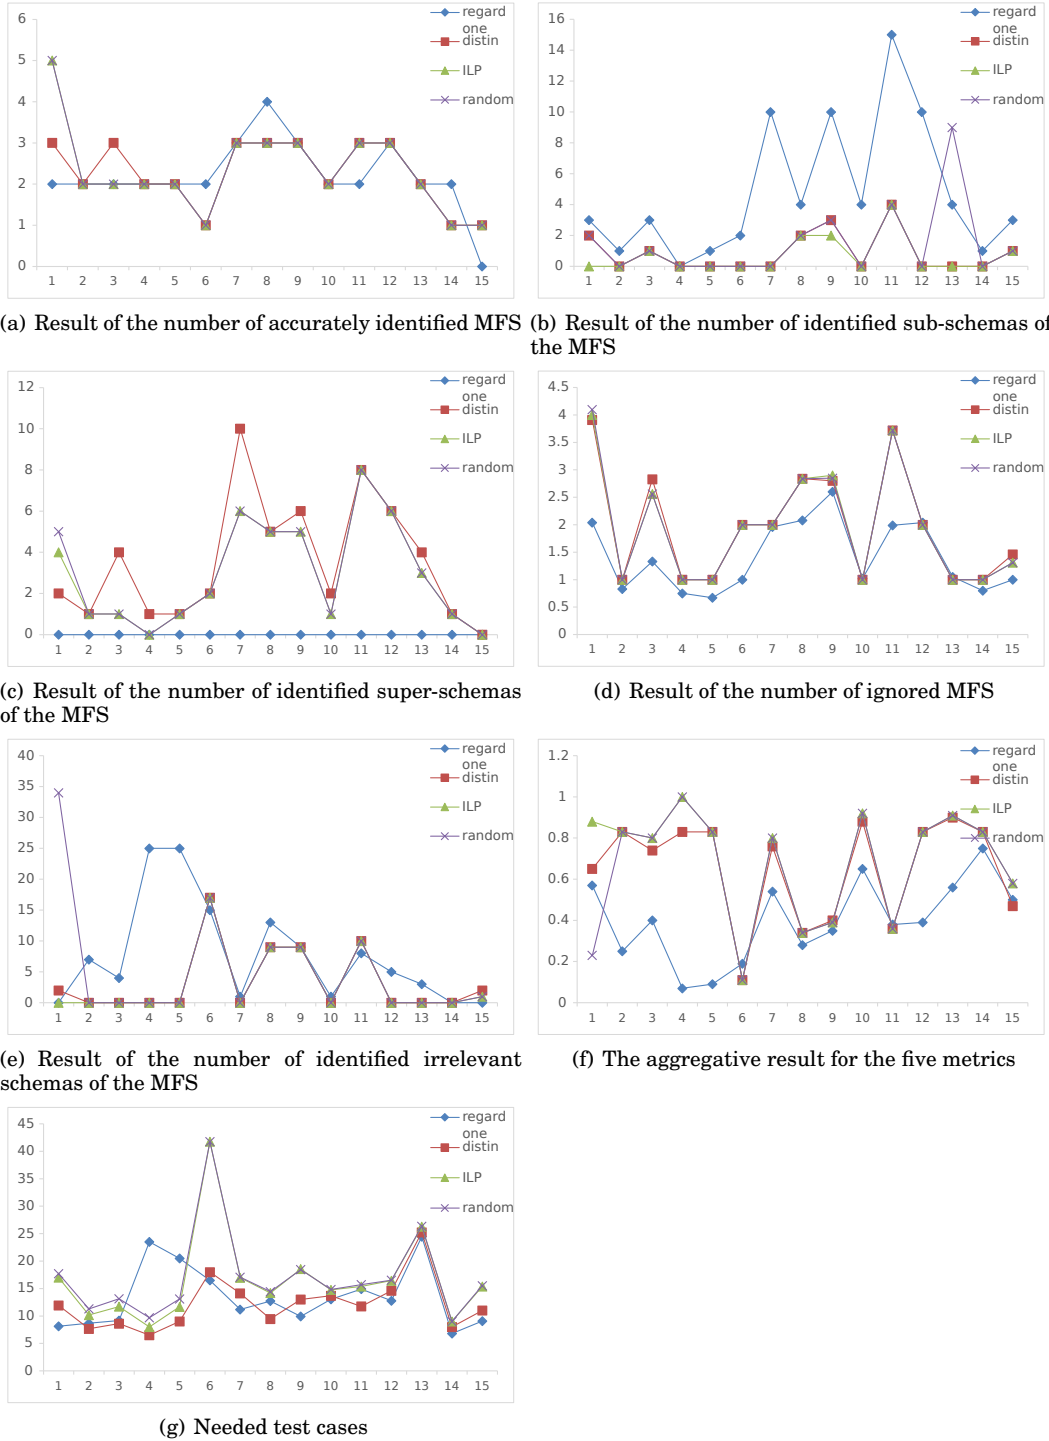 6
5
4
3
2
1
0
1 2 3 4 5 6 7 8 9 10 11 12 13 14 15
regard
one
distin
ILP
random
(a) Result of the number of accurately identified MFS
16
14
12
10
8
6
4
2
0
1 2 3 4 5 6 7 8 9 10 11 12 13 14 15
regard
one
distin
ILP
random
(b) Result of the number of identified sub-schemas of
the MFS
12
10
8
6
4
2
0
1 2 3 4 5 6 7 8 9 10 11 12 13 14 15
regard
one
distin
ILP
random
(c) Result of the number of identified super-schemas
of the MFS
4.5
4
3.5
3
2.5
2
1.5
1
0.5
0
1 2 3 4 5 6 7 8 9 10 11 12 13 14 15
regard
one
distin
ILP
random
(d) Result of the number of ignored MFS
40
35
30
25
20
15
10
5
0
1 2 3 4 5 6 7 8 9 10 11 12 13 14 15
regard
one
distin
ILP
random
(e) Result of the number of identified irrelevant
schemas of the MFS
1.2
1
0.8
0.6
0.4
0.2
0
1 2 3 4 5 6 7 8 9 10 11 12 13 14 15
regard
one
distin
ILP
random
(f) The aggregative result for the five metrics
45
40
35
30
25
20
15
10
5
0
1 2 3 4 5 6 7 8 9 10 11 12 13 14 15
regard
one
distin
ILP
random
(g) Needed test cases